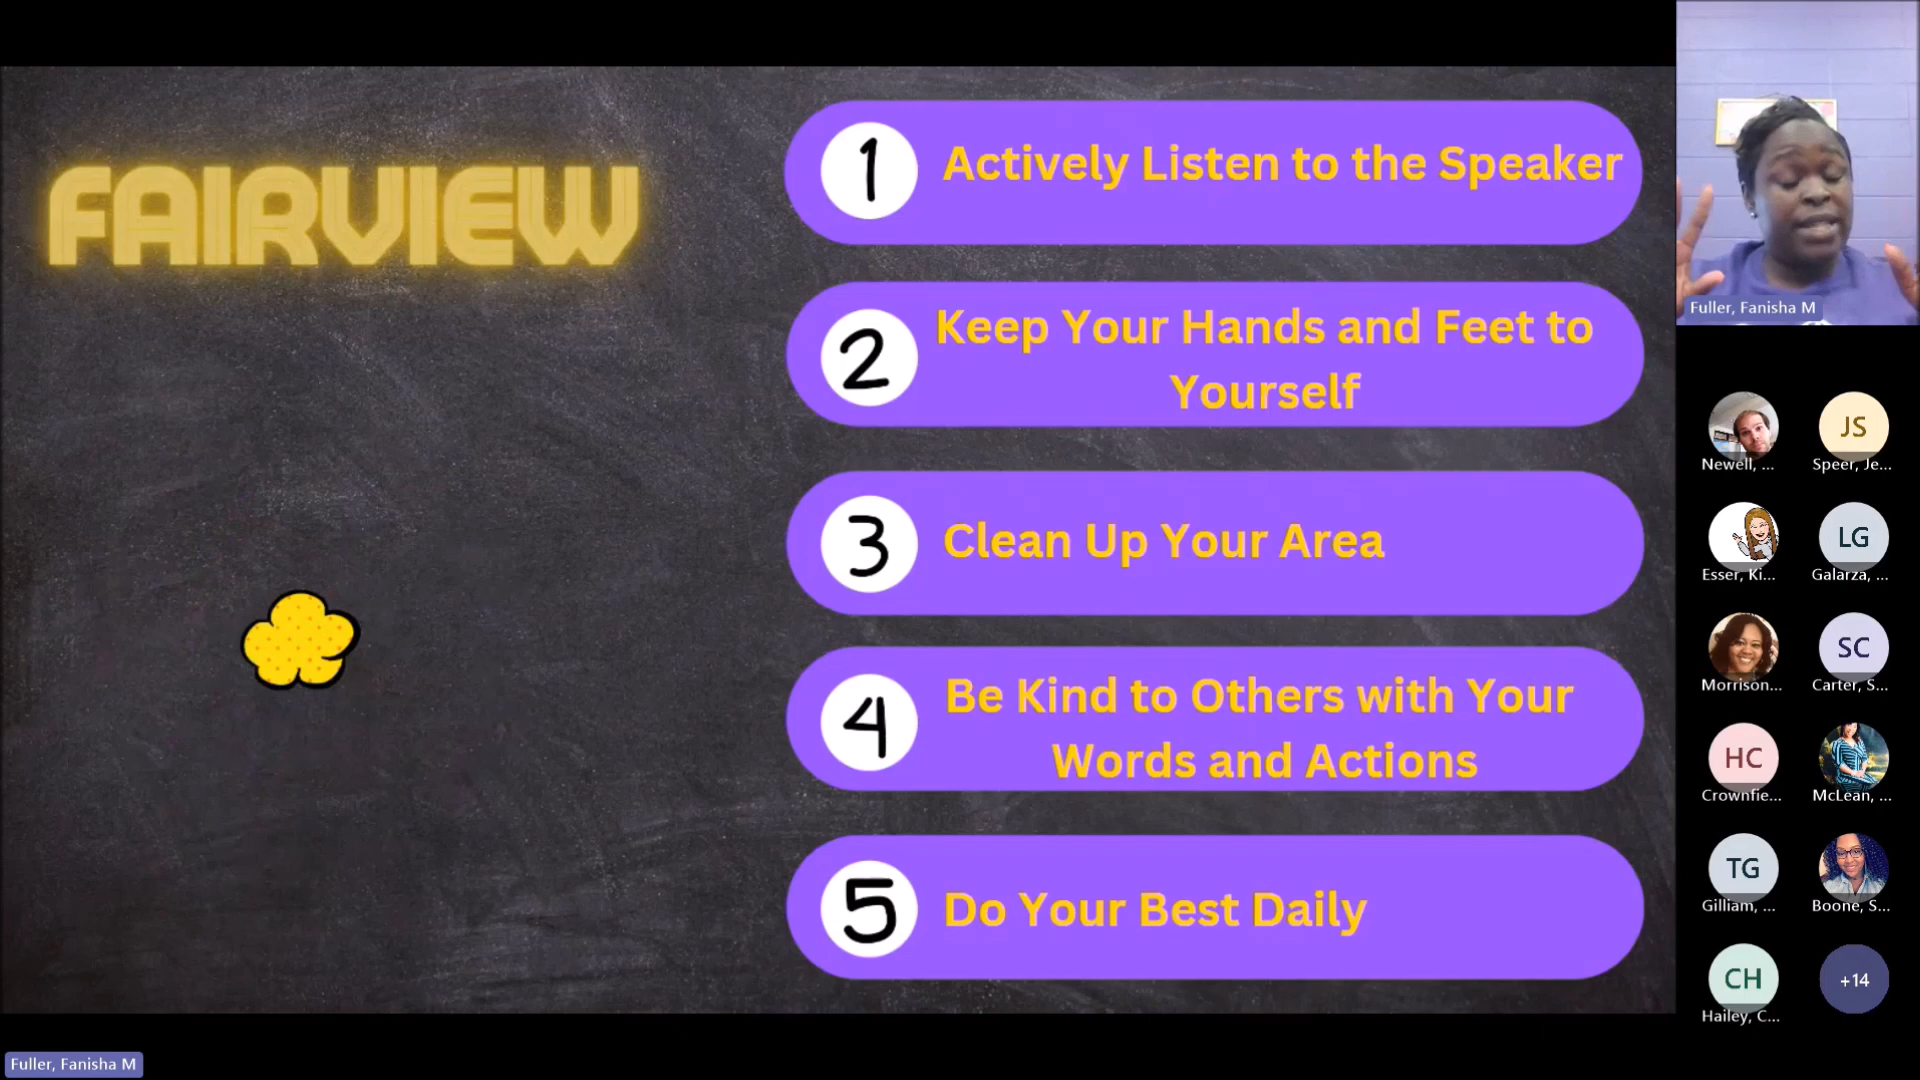 FAIRVIEW
1 Actively Listen to the Speaker
2 Keep Your Hands and Feet to
Yourself
3 Clean Up Your Area
4 Be Kind to Others with Your
Words and Actions
5 Do Your Best Daily
Fuller, Fanisha M
Newell, ...
JS
Speer, Je...
Esser, Ki...
LG
Galarza, ...
Morrison...
SC
Carter, S...
HC
Crownfie...
McLean, ...
TG
Gilliam, ...
Boone, S...
CH
Hailey, C...
+14
Fuller, Fanisha M